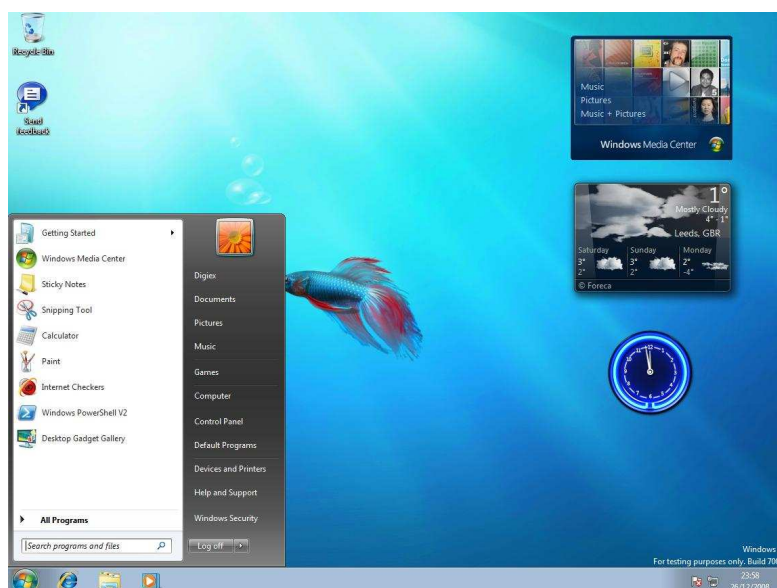 Recycle Bin
Send
feedback
Music
Pictures
Music + Pictures
Windows Media Center
1°
Mostly Cloudy
4° - -1°
Leeds, GBR
Saturday
3°
2°
Sunday
3°
2°
Monday
2°
-4°
© Foreca
Getting Started
Windows Media Center
Sticky Notes
Snipping Tool
Calculator
Paint
Internet Checkers
Windows PowerShell V2
Desktop Gadget Gallery
All Programs
Search programs and files
Digiex
Documents
Pictures
Music
Games
Computer
Control Panel
Default Programs
Devices and Printers
Help and Support
Windows Security
Log off
Windows
For testing purposes only. Build 700
23:58
26/12/2008